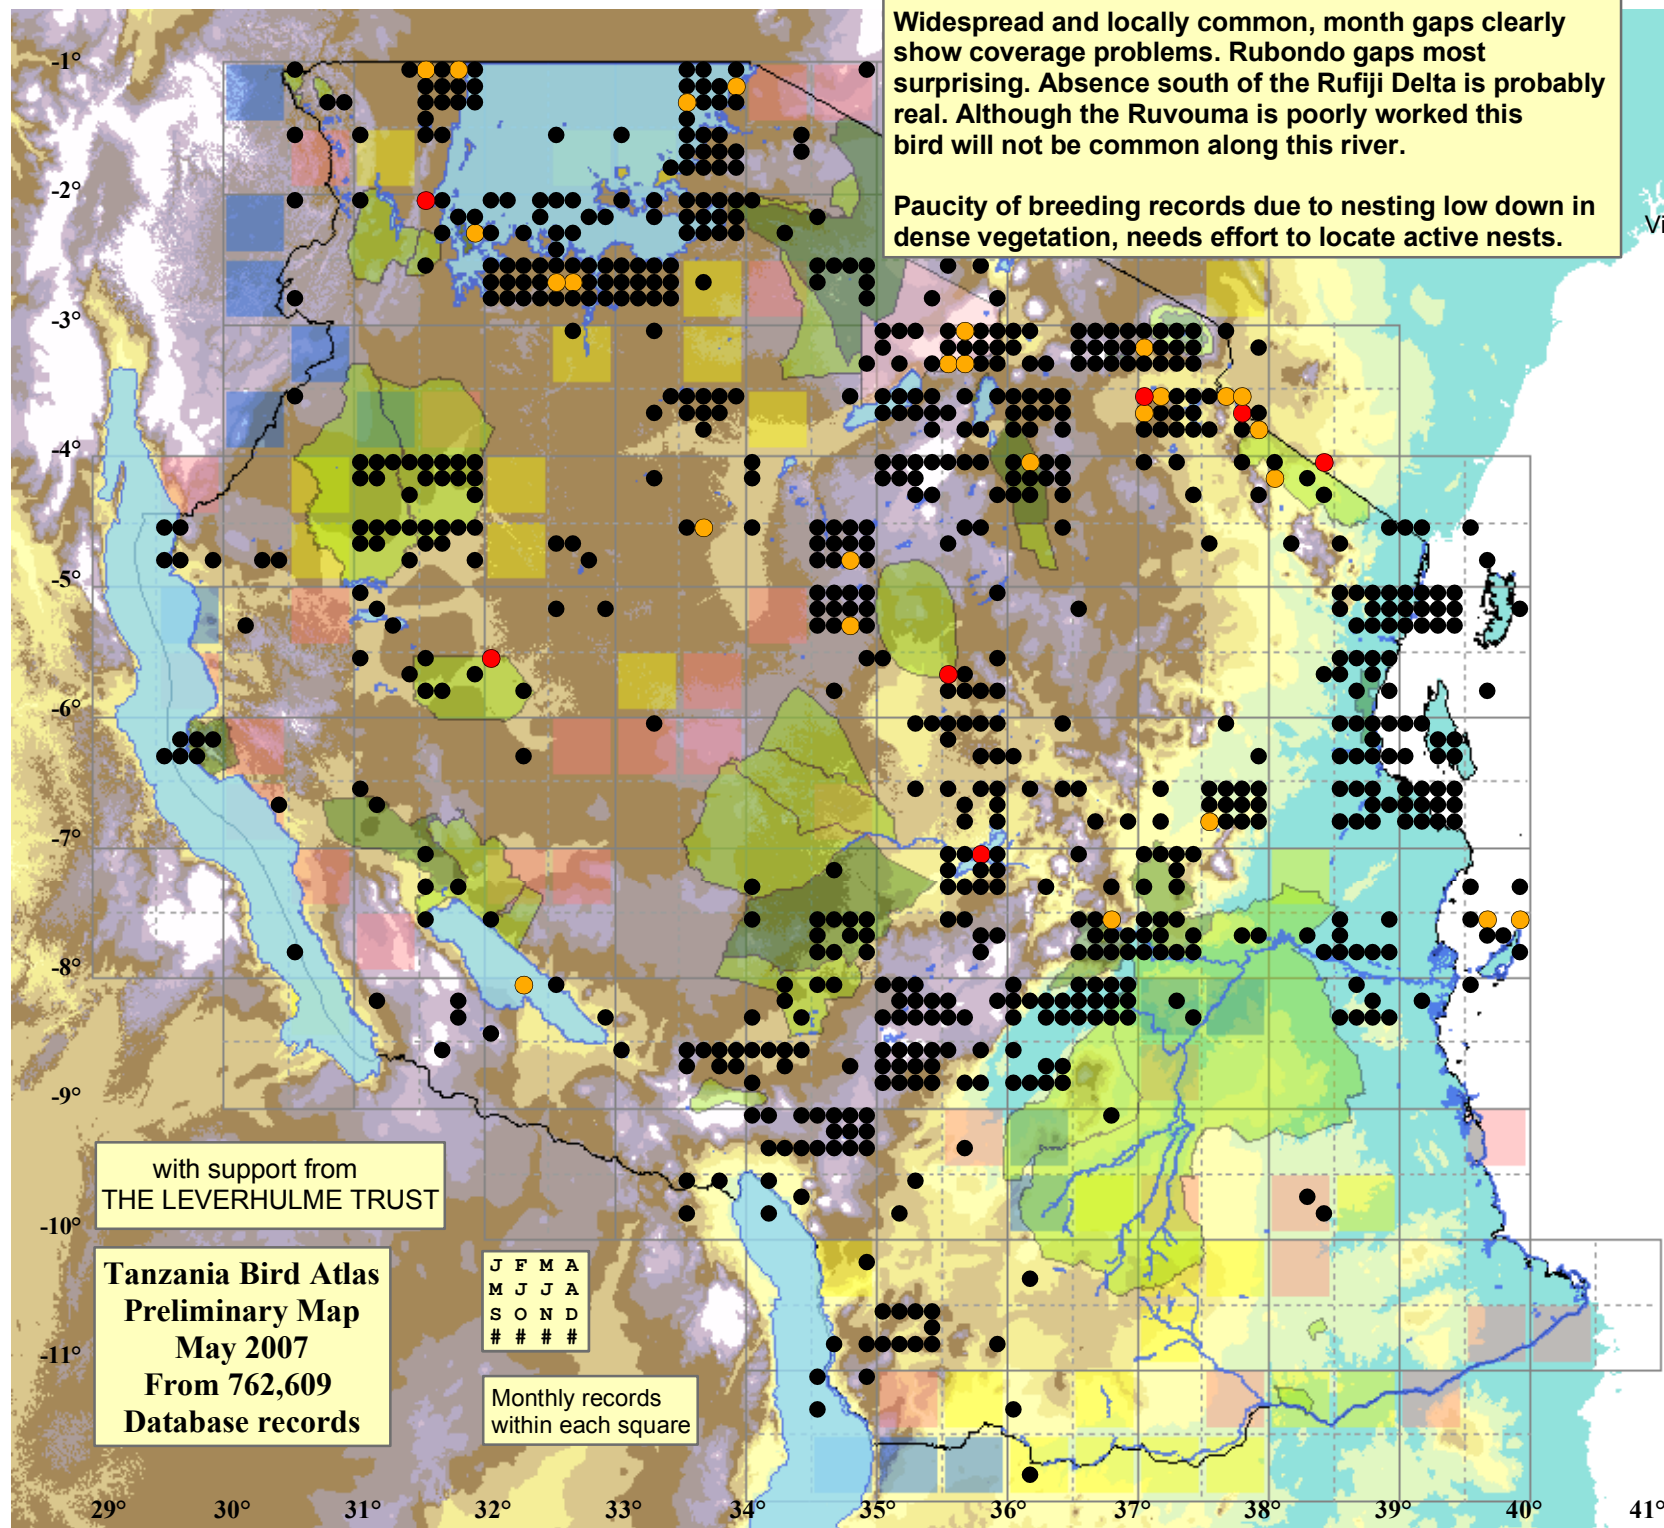 Widespread and locally common, month gaps clearly
show coverage problems. Rubondo gaps most
surprising. Absence south of the Rufiji Delta is probably
real. Although the Ruvouma is poorly worked this
bird will not be common along this river.
Paucity of breeding records due to nesting low down in
dense vegetation, needs effort to locate active nests.
Vi
-1°
-2°
-3°
-4°
-5°
-6°
-7°
-8°
-9°
-10°
-11°
with support from
THE LEVERHULME TRUST
Tanzania Bird Atlas
Preliminary Map
May 2007
From 762,609
Database records
J F M A
M J J A
S O N D
# # # #
Monthly records
within each square
29° 30° 31° 32° 33° 34° 35° 36° 37° 38° 39° 40° 41°